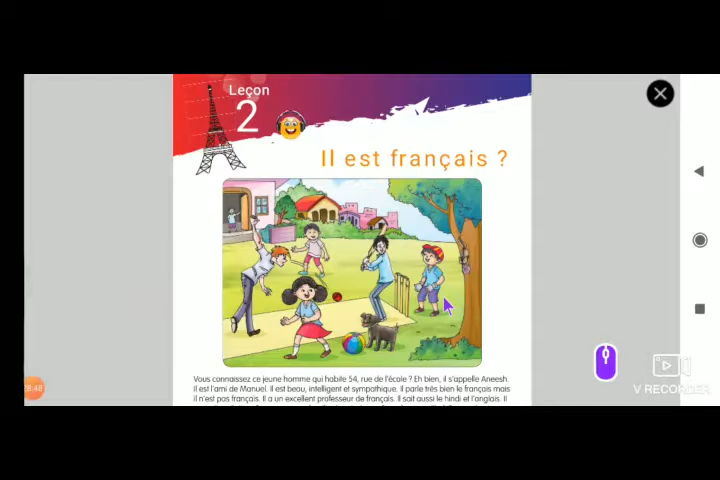 Leçon
2
Il est français ?
Vous connaissez ce jeune homme qui habite 54, rue de l'école ? Eh bien, il s'appelle Aneesh.
Il est l'ami de Manuel. Il est beau, intelligent et sympathique. Il parle très bien le français mais
il n'est pas français. Il a un excellent professeur de français. Il sait aussi le hindi et l'anglais. Il
V RECORDER